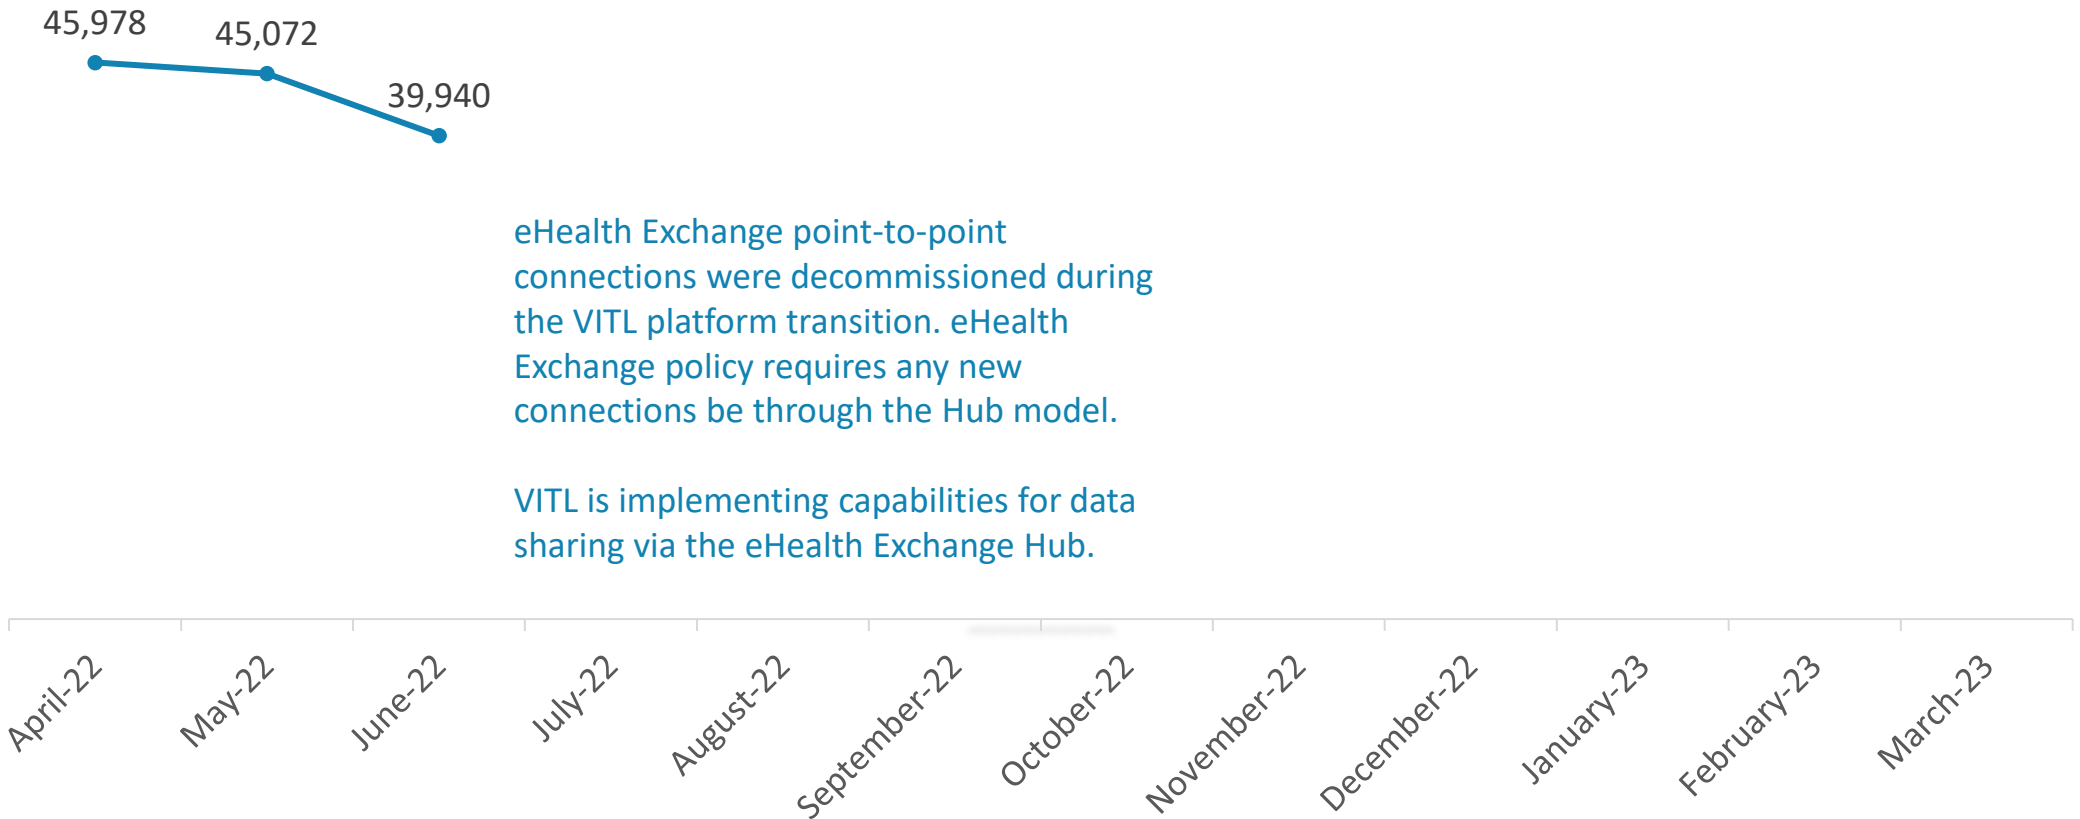 45,978
45,072
39,940
eHealth Exchange point-to-point
connections were decommissioned during
the VITL platform transition. eHealth
Exchange policy requires any new
connections be through the Hub model.
VITL is implementing capabilities for data
sharing via the eHealth Exchange Hub.
April-22
May-22
June-22
July-22
August-22
September-22
October-22
November-22
December-22
January-23
February-23
March-23